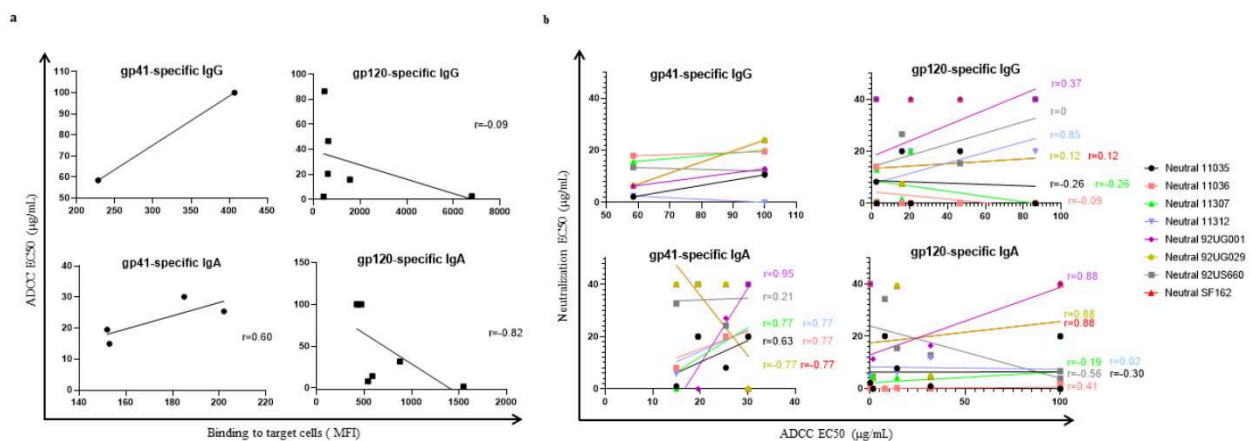 a
b
gp41-specific IgG
gp120-specific IgG
110
100
90
80
70
60
50
200 250 300 350 400 450
100
80
60
40
20
0
0 2000 4000 6000 8000
r=-0.09
gp41-specific IgA
gp120-specific IgA
40
30
20
10
0
140 160 180 200 220
r=0.60
150
100
50
0
0 500 1000 1500 2000
r=-0.82
ADCC EC50 (µg/mL)
Binding to target cells ( MFI)
gp41-specific IgG
gp120-specific IgG
40
20
0
50 60 70 80 90 100 110
40
20
0
0 20 40 60 80 100
r=0.37
r=0
r=0.85
r=0.12 r=0.12
r=-0.26 r=-0.26
r=-0.09
gp41-specific IgA
gp120-specific IgA
60
40
20
0
0 10 20 30 40
r=0.95
r=0.21
r=0.77 r=0.77
r=0.63 r=0.77
r=-0.77 r=-0.77
60
40
20
0
0 20 40 60 80 100
r=0.88
r=0.88
r=0.88
r=-0.19 r=0.02
r=-0.56 r=-0.30
r=0.41
Neutralization EC50 (µg/mL)
ADCC EC50 (µg/mL)
Neutral 11035
Neutral 11036
Neutral 11307
Neutral 11312
Neutral 92UG001
Neutral 92UG029
Neutral 92US660
Neutral SF162